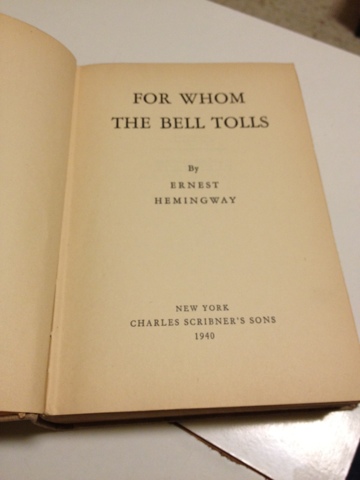 FOR WHOM
THE BELL TOLLS
By
ERNEST
HEMINGWAY
NEW YORK
CHARLES SCRIBNER'S SONS
1940